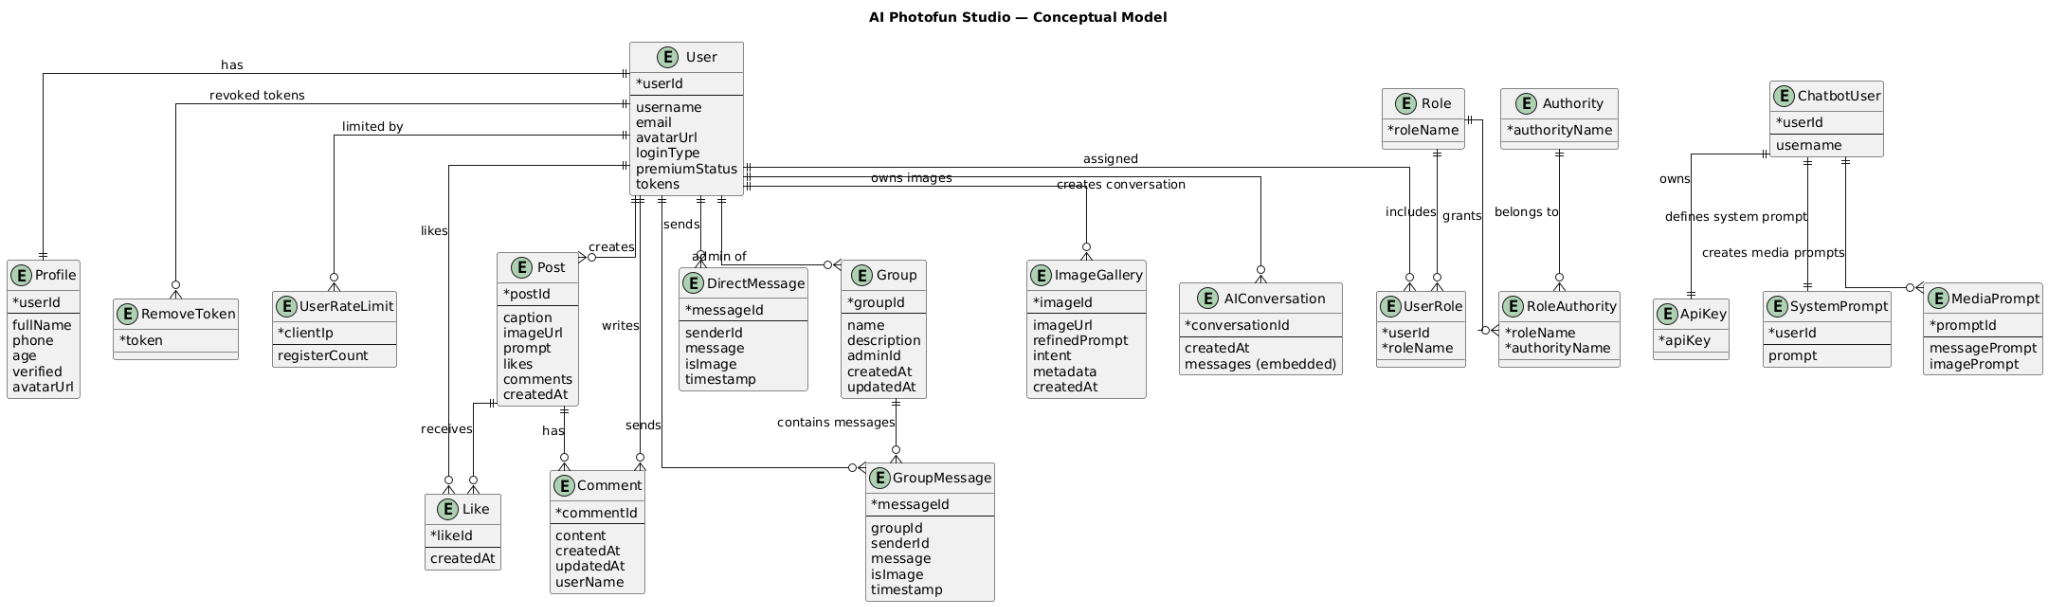 AI Photofun Studio — Conceptual Model
has
revoked tokens
limited by
likes
E User
*userId
username
email
avatarUrl
loginType
premiumStatus
tokens
assigned
owns images
creates conversation
creates
sends
admin of
writes
sends
E Role
*roleName
E Authority
*authorityName
includes
grants
belongs to
E ChatbotUser
*userId
username
owns
defines system prompt
creates media prompts
E Profile
*userId
fullName
phone
age
verified
avatarUrl
E RemoveToken
*token
E UserRateLimit
*clientIp
registerCount
E Post
*postId
caption
imageUrl
prompt
likes
comments
createdAt
E DirectMessage
*messageId
senderId
message
isImage
timestamp
E Group
*groupId
name
description
adminId
createdAt
updatedAt
E ImageGallery
*imageId
imageUrl
refinedPrompt
intent
metadata
createdAt
E AIConversation
*conversationId
createdAt
messages (embedded)
E UserRole
*userId
*roleName
E RoleAuthority
*roleName
*authorityName
E ApiKey
*apiKey
E SystemPrompt
*userId
prompt
E MediaPrompt
*promptId
messagePrompt
imagePrompt
receives
has
contains messages
E Like
*likeId
createdAt
E Comment
*commentId
content
createdAt
updatedAt
userName
E GroupMessage
*messageId
groupId
senderId
message
isImage
timestamp